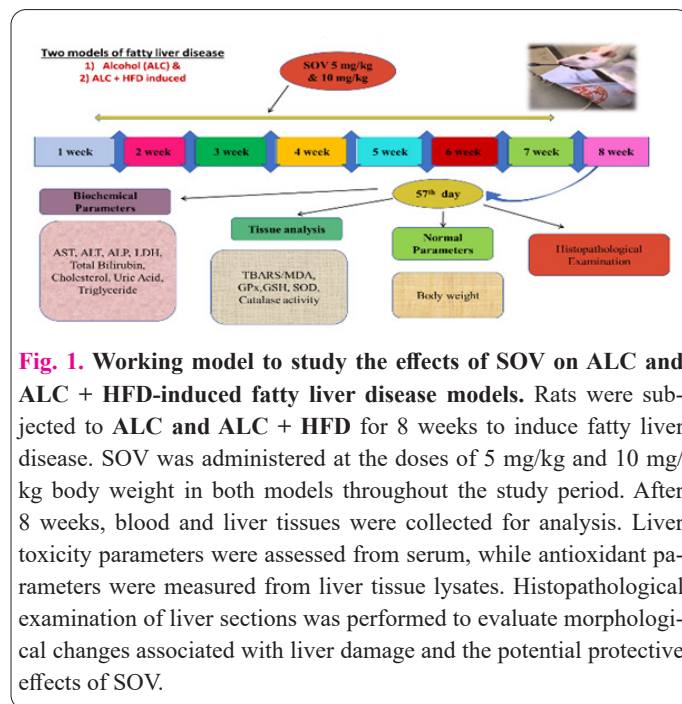 Two models of fatty liver disease
1) Alcohol (ALC) &
2) ALC + HFD induced
SOV 5 mg/kg
& 10 mg/kg
1 week
2 week
3 week
4 week
5 week
6 week
7 week
8 week
57th day
Biochemical
Parameters
AST, ALT, ALP, LDH,
Total Bilirubin,
Cholesterol, Uric Acid,
Triglyceride
Tissue analysis
TBARS/MDA,
GPx,GSH, SOD,
Catalase activity
Normal
Parameters
Body weight
Histopathological
Examination
Fig. 1. Working model to study the effects of SOV on ALC and
ALC + HFD-induced fatty liver disease models. Rats were sub-
jected to ALC and ALC + HFD for 8 weeks to induce fatty liver
disease. SOV was administered at the doses of 5 mg/kg and 10 mg/
kg body weight in both models throughout the study period. After
8 weeks, blood and liver tissues were collected for analysis. Liver
toxicity parameters were assessed from serum, while antioxidant pa-
rameters were measured from liver tissue lysates. Histopathological
examination of liver sections was performed to evaluate morphologi-
cal changes associated with liver damage and the potential protective
effects of SOV.